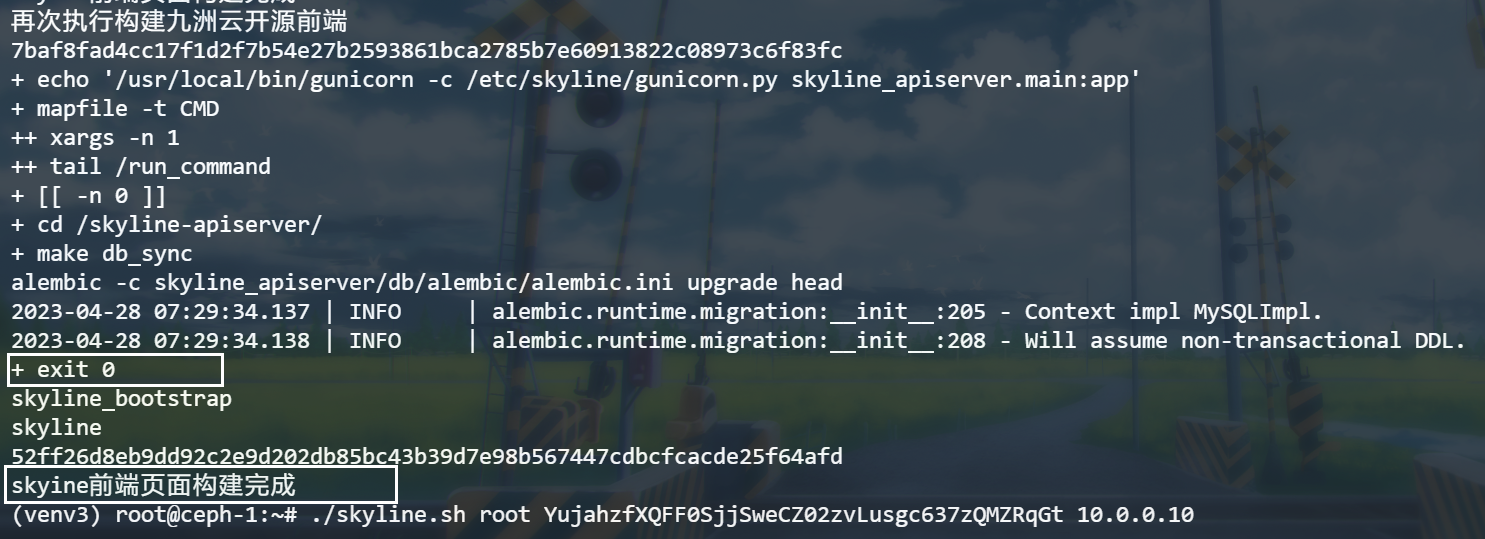 再次执行构建九洲云开源前端
7baf8fad4cc17f1d2f7b54e27b2593861bca2785b7e60913822c08973c6f83fc
+ echo '/usr/local/bin/gunicorn -c /etc/skyline/gunicorn.py skyline_apiserver.main:app'
+ mapfile -t CMD
++ xargs -n 1
++ tail /run_command
+ [[ -n 0 ]]
+ cd /skyline-apiserver/
+ make db_sync
alembic -c skyline_apiserver/db/alembic/alembic.ini upgrade head
2023-04-28 07:29:34.137 | INFO     | alembic.runtime.migration:__init__:205 - Context impl MySQLImpl.
2023-04-28 07:29:34.138 | INFO     | alembic.runtime.migration:__init__:208 - Will assume non-transactional DDL.
+ exit 0
skyline_bootstrap
skyline
52ff26d8eb9dd92c2e9d202db85bc43b39d7e98b567447cdbcfcacde25f64afd
skyine前端页面构建完成
(venv3) root@ceph-1:~# ./skyline.sh root YujahzfXQFF0SjjSweCZ02zvLusgc637zQMZRqGt 10.0.0.10